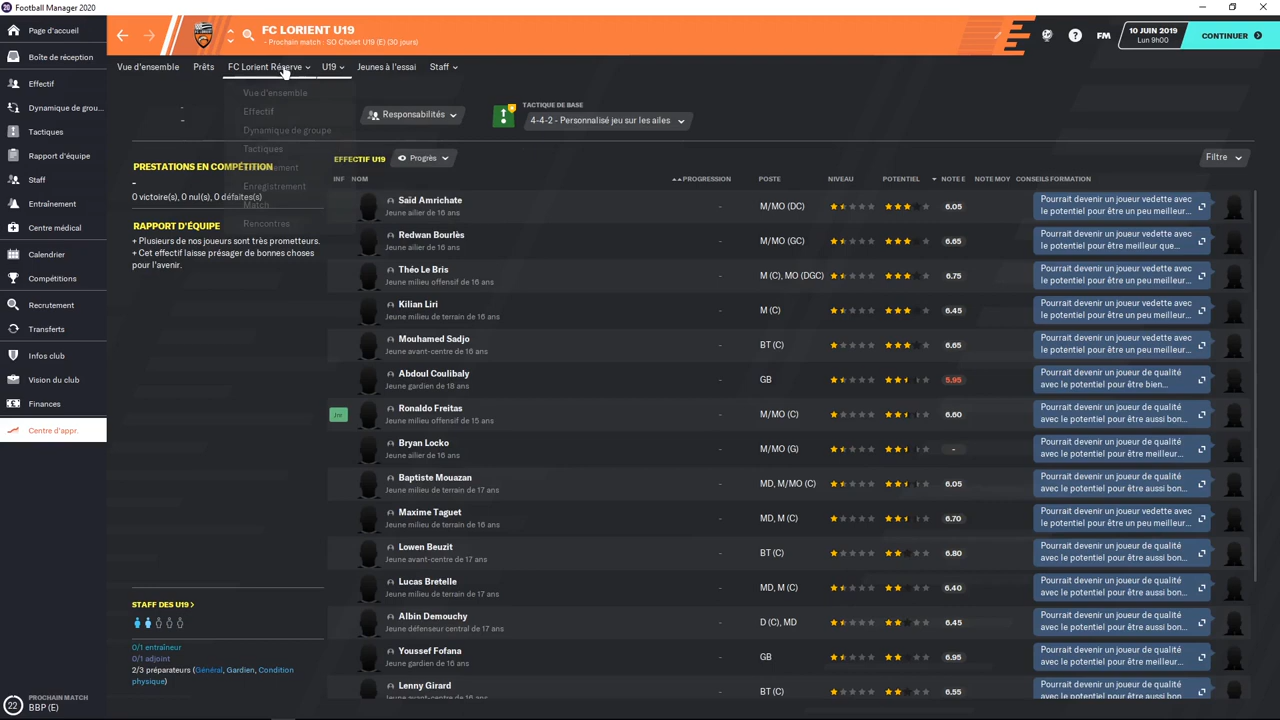 Football Manager 2020
Page d'accueil
Boîte de réception
Effectif
Dynamique de grou...
Tactiques
Rapport d'équipe
Staff
Entraînement
Centre médical
Calendrier
Compétitions
Recrutement
Transferts
Infos club
Vision du club
Finances
Centre d'appr.
22 PROCHAIN MATCH
BBP (E)
FC LORIENT U19
- Prochain match : SO Cholet U19 (E) (30 jours)
FM
10 JUIN 2019
Lun 9h00
CONTINUER
Vue d'ensemble Prêts FC Lorient Réserve U19 Jeunes à l'essai Staff
Vue d'ensemble
Effectif
Dynamique de groupe
Tactiques
Enregistrement
Match
Rencontres
-
-
Responsabilités
TACTIQUE DE BASE
4-4-2 - Personnalisé jeu sur les ailes
PRESTATIONS EN COMPÉTITION
-
0 victoire(s), 0 nul(s), 0 défaites(s)
RAPPORT D'ÉQUIPE
+ Plusieurs de nos joueurs sont très prometteurs.
+ Cet effectif laisse présager de bonnes choses
pour l'avenir.
STAFF DES U19 >
0/1 entraîneur
0/1 adjoint
2/3 préparateurs (Général, Gardien, Condition
physique)
EFFECTIF U19 Progrès Filtre
INF NOM PROGRESSION POSTE NIVEAU POTENTIEL NOTE E NOTE MOY CONSEILS FORMATION
Said Amrichate
Jeune ailier de 16 ans
- M/MO (DC) 6.05
Pourrait devenir un joueur vedette avec
le potentiel pour être un peu meilleur...
Redwan Bourlès
Jeune ailier de 16 ans
- M/MO (GC) 6.65
Pourrait devenir un joueur vedette avec
le potentiel pour être meilleur que...
Théo Le Bris
Jeune milieu offensif de 16 ans
- M (C), MO (DGC) 6.75
Pourrait devenir un joueur vedette avec
le potentiel pour être un peu meilleur...
Kilian Liri
Jeune milieu de terrain de 16 ans
- M (C) 6.45
Pourrait devenir un joueur vedette avec
le potentiel pour être un peu meilleur...
Mouhamed Sadjo
Jeune avant-centre de 16 ans
- BT (C) 6.65
Pourrait devenir un joueur vedette avec
le potentiel pour être un peu meilleur...
Abdoul Coulibaly
Jeune gardien de 18 ans
- GB 5.95
Pourrait devenir un joueur de qualité
avec le potentiel pour être bien...
Ronaldo Freitas
Jeune milieu offensif de 15 ans
- M/MO (C) 6.60
Pourrait devenir un joueur de qualité
avec le potentiel pour être aussi bon...
Bryan Locko
Jeune ailier de 16 ans
- M/MO (G) -
Pourrait devenir un joueur de qualité
avec le potentiel pour être meilleur...
Baptiste Mouazan
Jeune milieu de terrain de 17 ans
- MD, M/MO (C) 6.05
Pourrait devenir un joueur de qualité
avec le potentiel pour être aussi bon...
Maxime Taguet
Jeune milieu de terrain de 16 ans
- MD, M (C) 6.70
Pourrait devenir un joueur vedette avec
le potentiel pour être un peu meilleur...
Lowen Beuzit
Jeune avant-centre de 17 ans
- BT (C) 6.80
Pourrait devenir un joueur de qualité
avec le potentiel pour être aussi bon...
Lucas Bretelle
Jeune milieu de terrain de 17 ans
- MD, M (C) 6.40
Pourrait devenir un joueur de qualité
avec le potentiel pour être aussi bon...
Albin Demouchy
Jeune défenseur central de 17 ans
- D (C), MD 6.45
Pourrait devenir un joueur de qualité
avec le potentiel pour être aussi bon...
Youssef Fofana
Jeune gardien de 16 ans
- GB 6.95
Pourrait devenir un joueur de qualité
avec le potentiel pour être meilleur...
Lenny Girard
Jeune avant-centre de 16 ans
- BT (C) 6.55
Pourrait devenir un joueur de qualité
avec le potentiel pour être aussi bon...